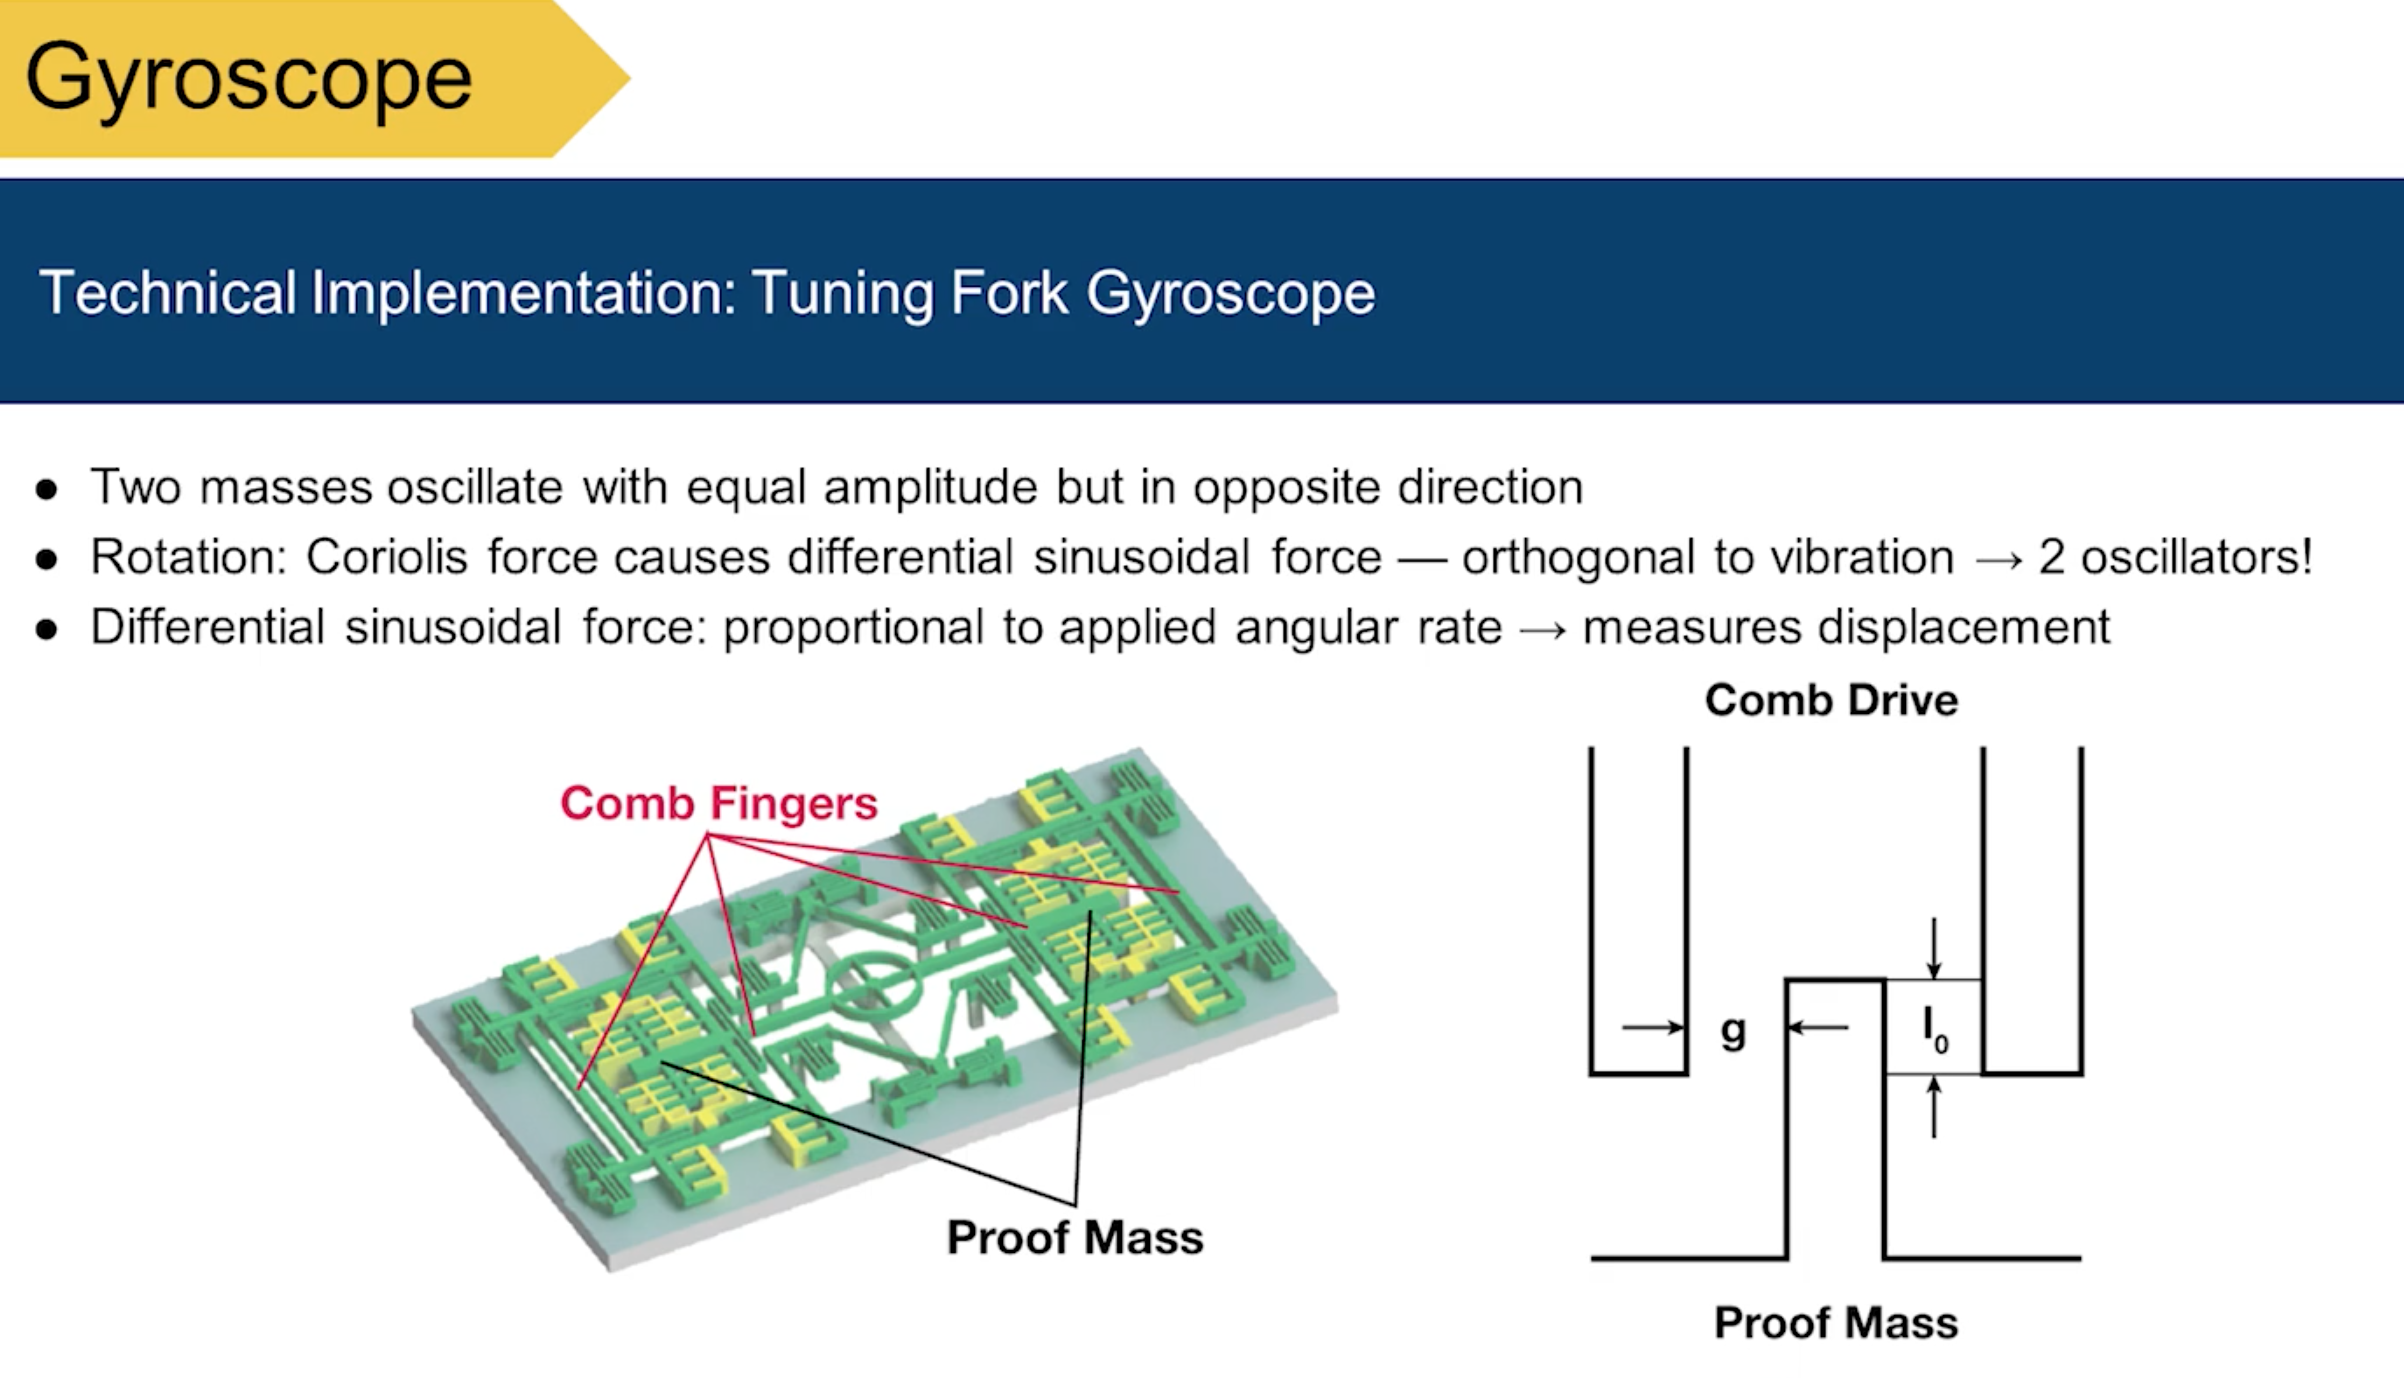 Gyroscope
Technical Implementation: Tuning Fork Gyroscope
● Two masses oscillate with equal amplitude but in opposite direction
● Rotation: Coriolis force causes differential sinusoidal force — orthogonal to vibration → 2 oscillators!
● Differential sinusoidal force: proportional to applied angular rate → measures displacement
Comb Fingers
Proof Mass
Comb Drive
g
l₀
Proof Mass